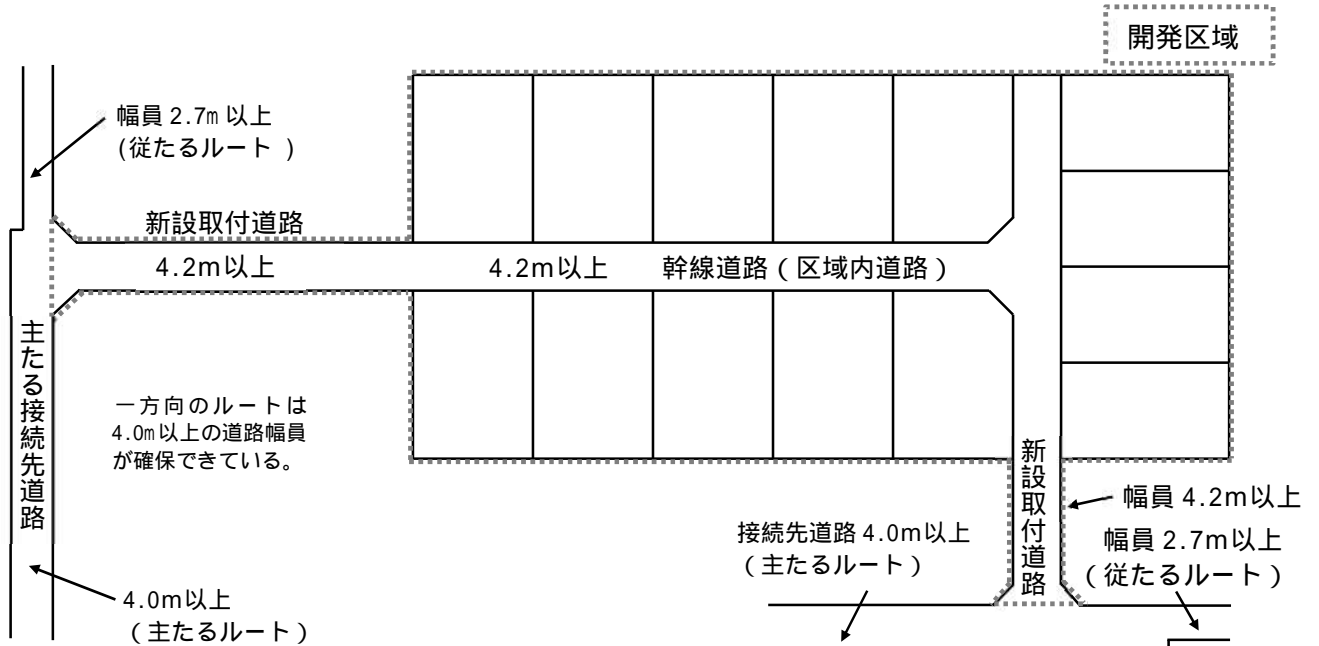 開発区域
幅員 2.7m 以上
(従たるルート )
新設取付道路
4.2m以上
4.2m以上 幹線道路(区域内道路)
主たる接続先道路
一方向のルートは
4.0m以上の道路幅員
が確保できている。
新設取付道路
幅員 4.2m以上
接続先道路 4.0m以上
(主たるルート)
幅員 2.7m以上
(従たるルート)
4.0m以上
(主たるルート)